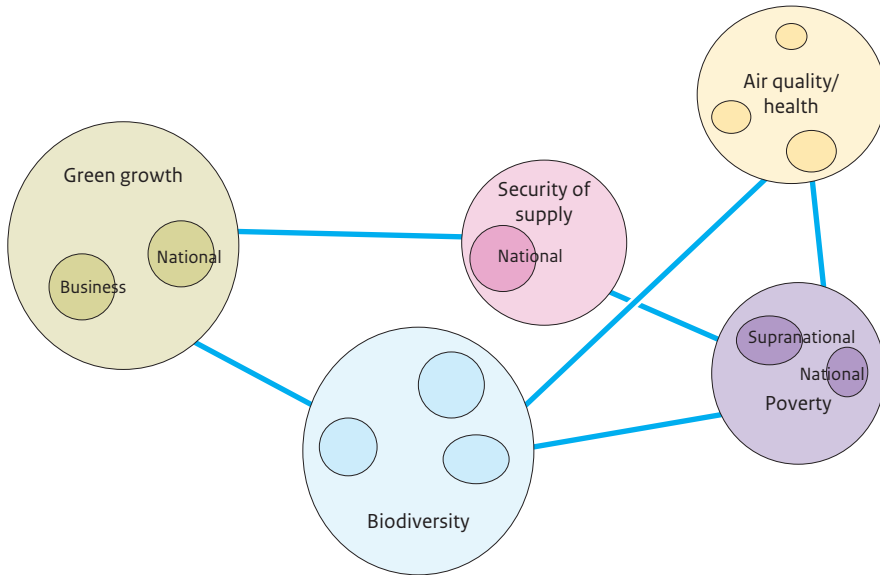 Air quality/
health
Green growth
Security of
supply
National
National
Business
Supranational
National
Poverty
Biodiversity